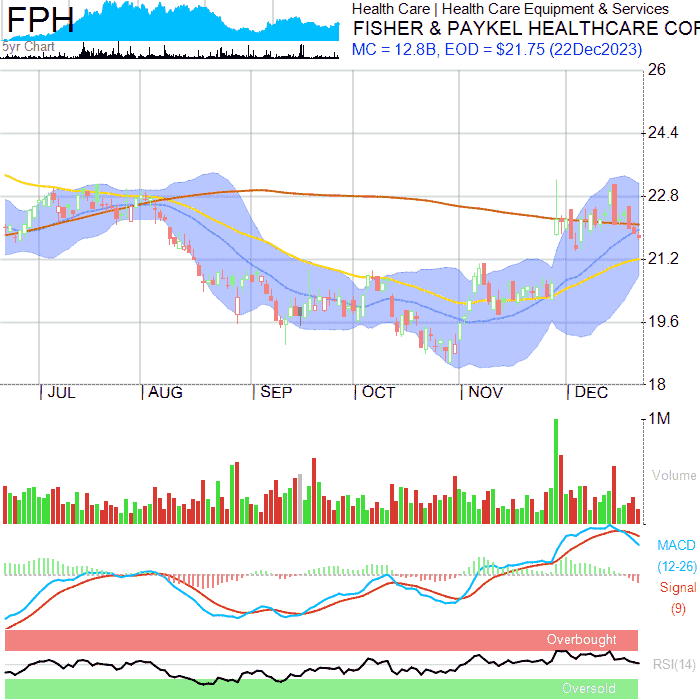 FPH
5yr Chart
Health Care | Health Care Equipment & Services
FISHER & PAYKEL HEALTHCARE COR
MC = 12.8B, EOD = $21.75 (22Dec2023)
26
24.4
22.8
21.2
19.6
18
JUL AUG SEP OCT NOV DEC
1M
Volume
MACD
(12-26)
Signal
(9)
Overbought
RSI(14)
Oversold